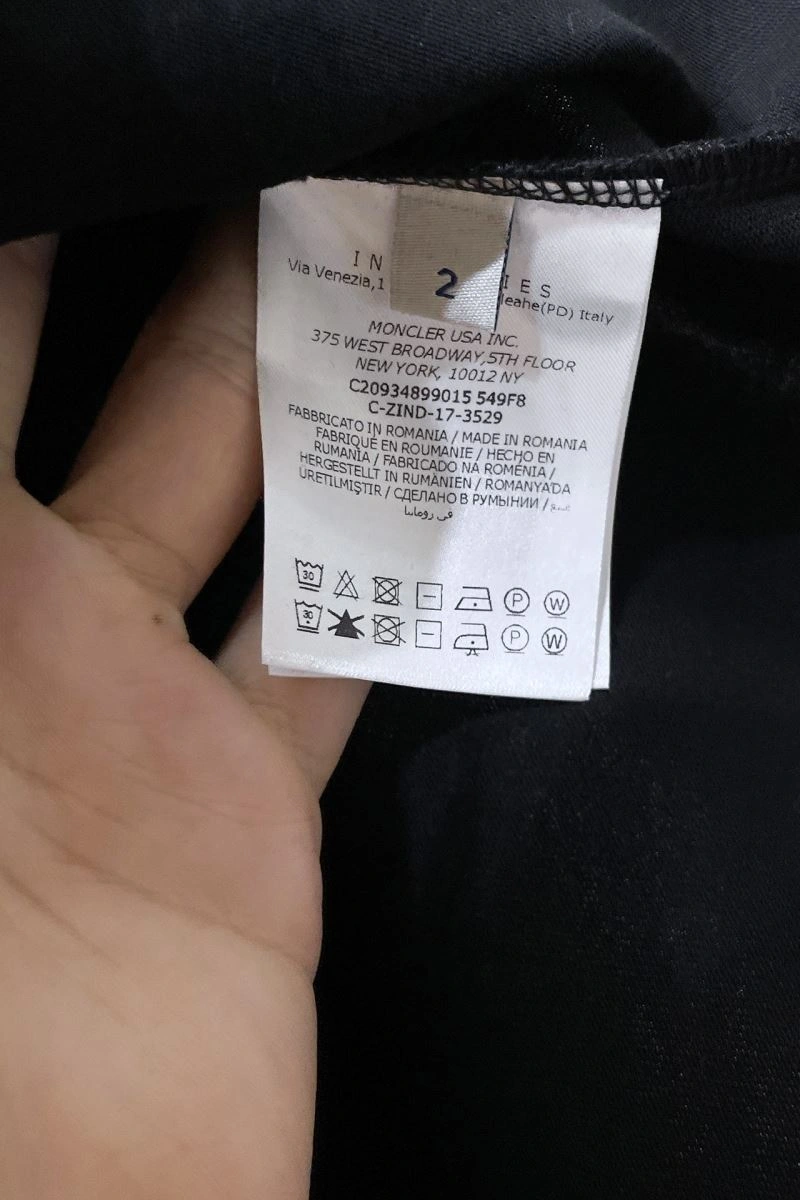 2
I N I E S
Via Venezia,1 leahe(PD) Italy
MONCLER USA INC.
375 WEST BROADWAY,5TH FLOOR
NEW YORK, 10012 NY
C20934899015 549F8
C-ZIND-17-3529
FABBRICATO IN ROMANIA / MADE IN ROMANIA
FABRIQUÉ EN ROUMANIE / HECHO EN
RUMANÍA / FABRICADO NA ROMÉNIA /
HERGESTELLT IN RUMÄNIEN / ROMANYA'DA
ÜRETILMIŞTIR / СДЕЛАНО В РУМЫНИИ /
في رومانيا
30 P W
30 P W